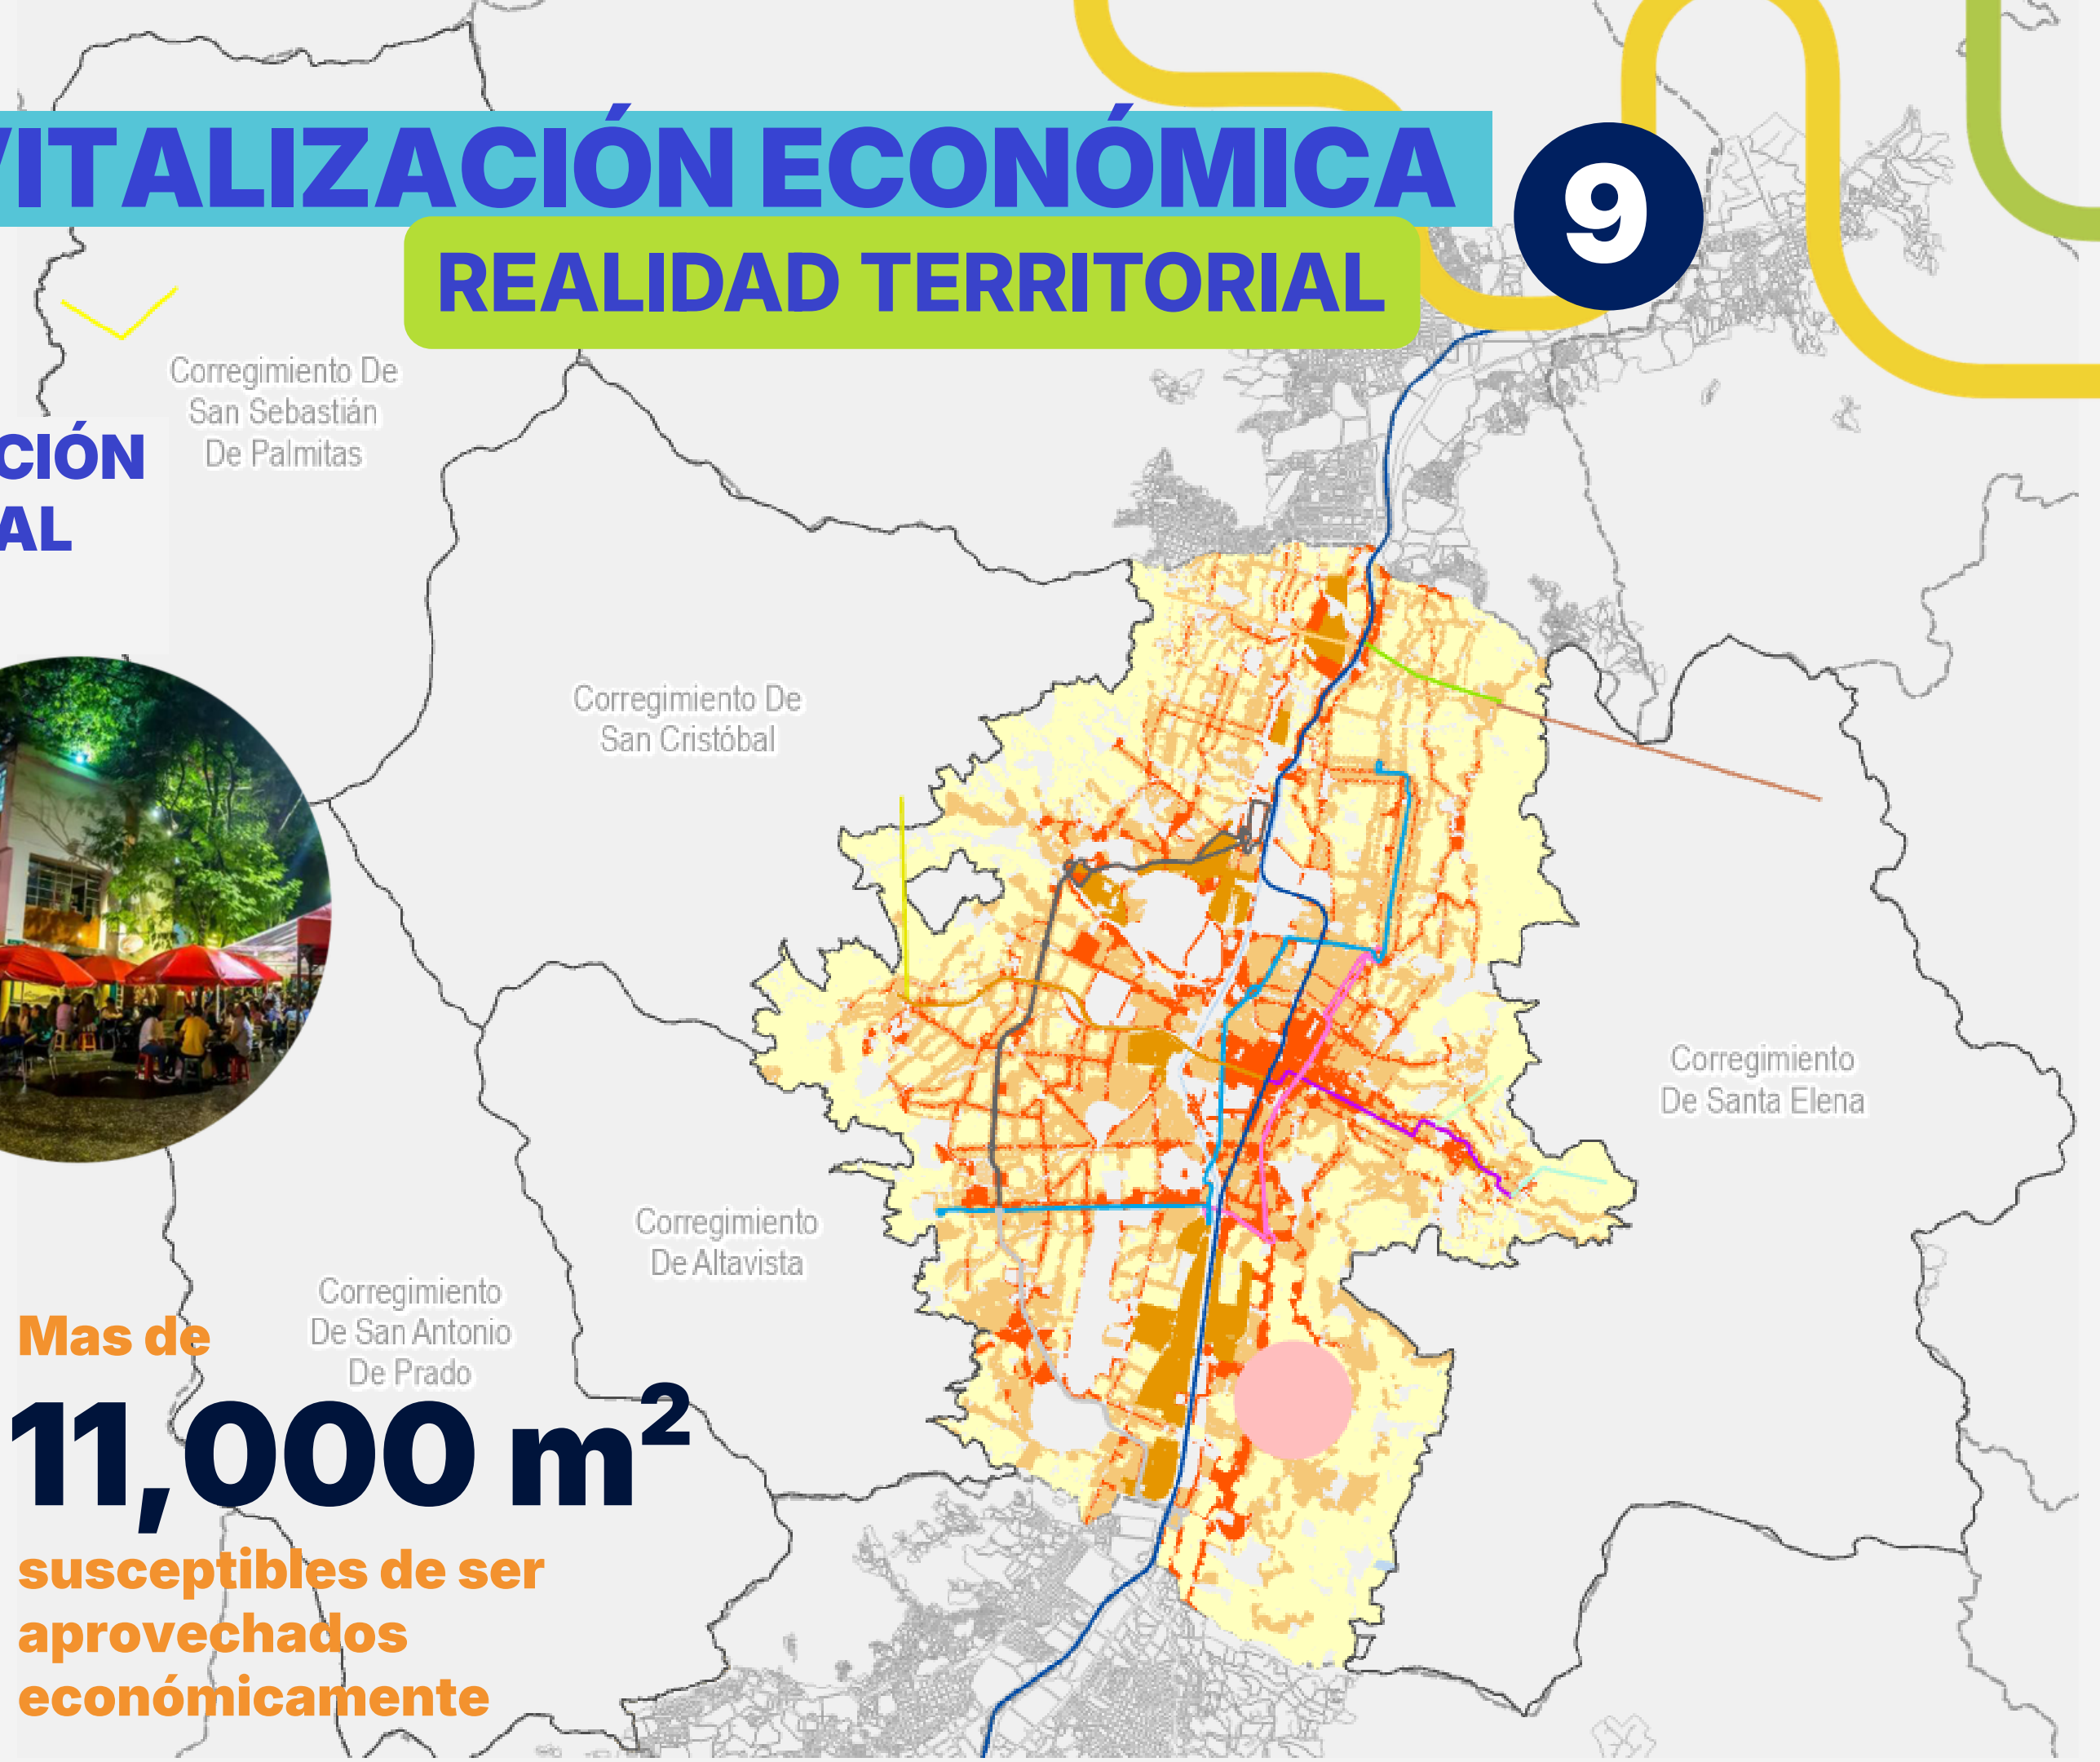 VITALIZACIÓN ECONÓMICA
9
REALIDAD TERRITORIAL
Corregimiento De
San Sebastián
De Palmitas
CIÓN
AL
Corregimiento De
San Cristóbal
Corregimiento
De Santa Elena
Corregimiento
De Altavista
Corregimiento
De San Antonio
De Prado
Mas de
11,000 m²
susceptibles de ser
aprovechados
económicamente